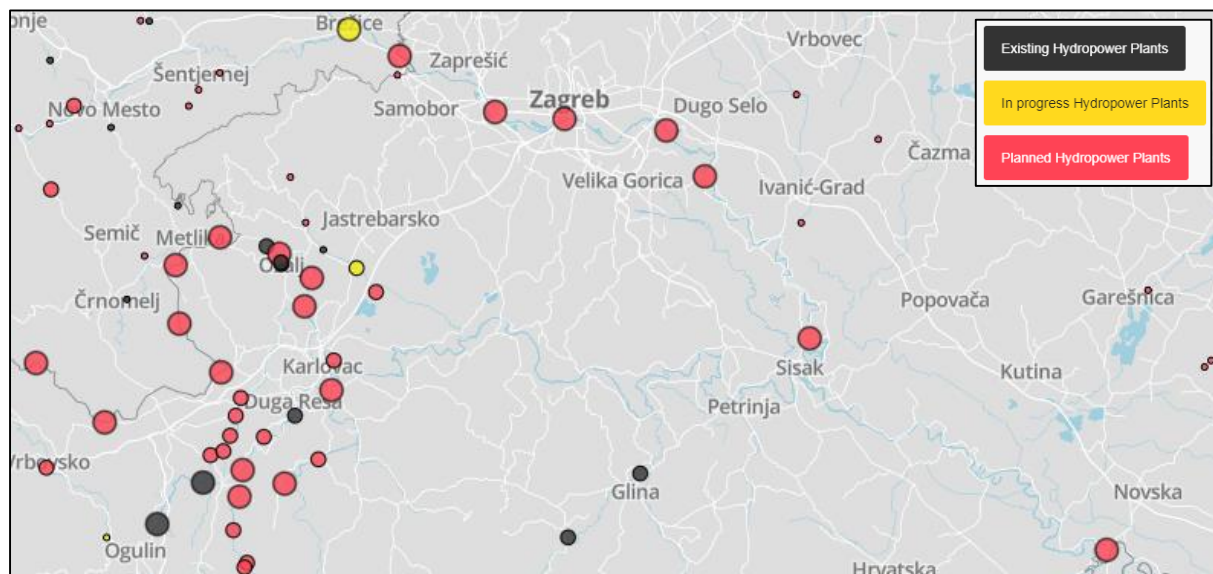 onje
Brežice
Vrbovec
Existing Hydropower Plants
Šentjernej
Zaprešić
Novo Mesto
Samobor
Zagreb
Dugo Selo
In progress Hydropower Plants
Čazma
Planned Hydropower Plants
Velika Gorica
Ivanić-Grad
Semič
Metlika
Jastrebarsko
Ozalj
Črnomelj
Popovača
Garešnica
Karlovac
Sisak
Kutina
Duga Resa
Petrinja
Vrbovsko
Glina
Novska
Ogulin
Hrvatska